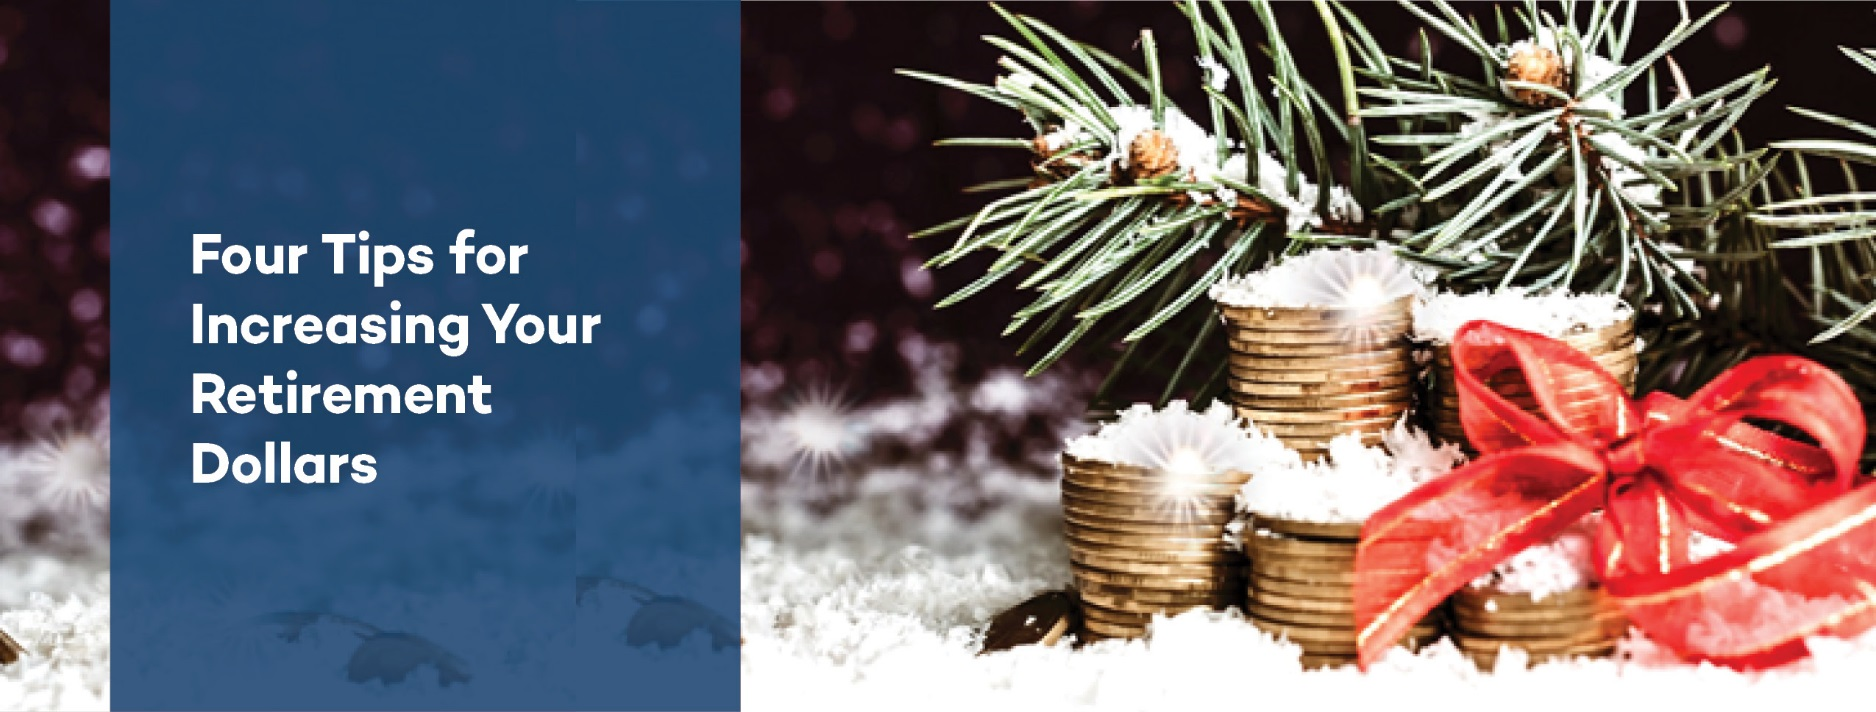 Four Tips for
Increasing Your
Retirement
Dollars